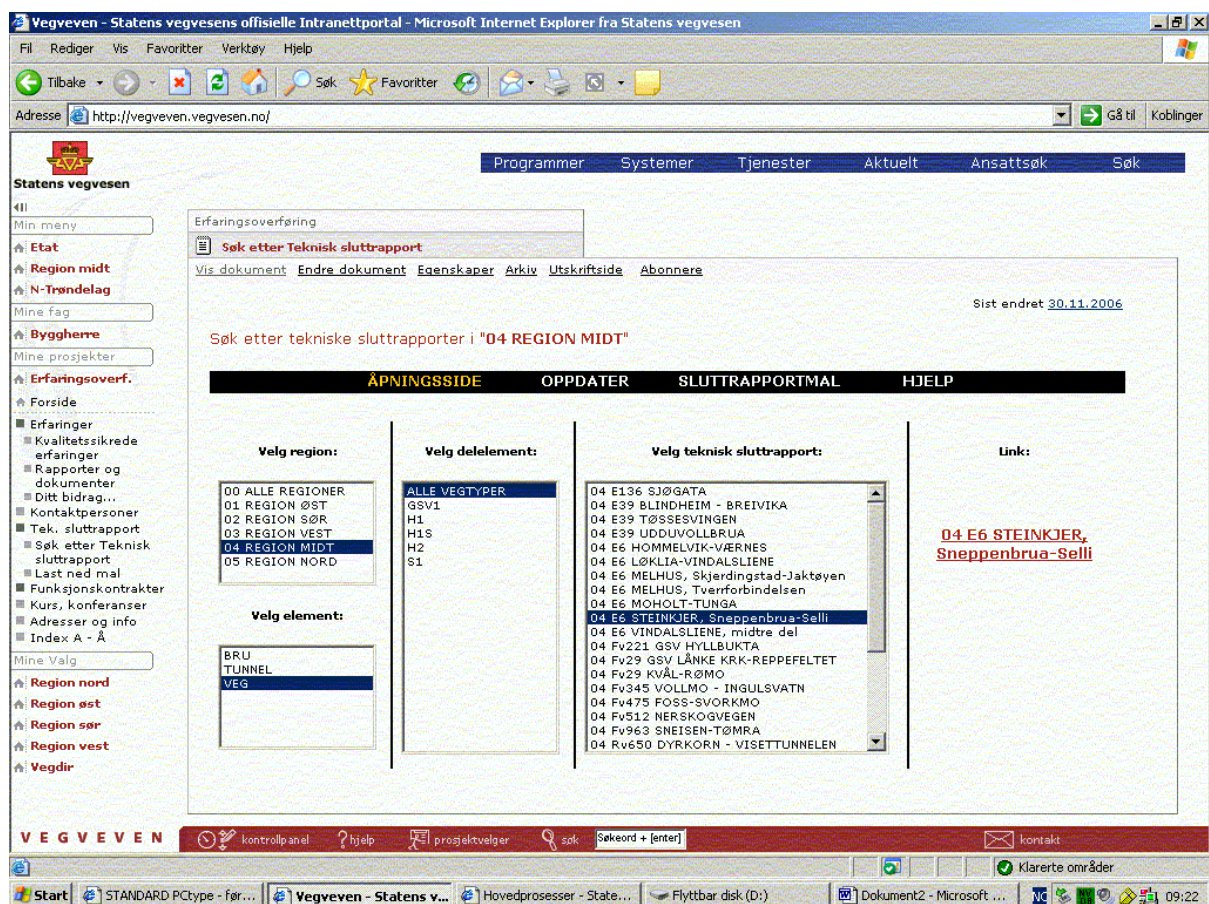 Vegveven - Statens vegvesens offisielle Intranettportal - Microsoft Internet Explorer fra Statens vegvesen
Fil Rediger Vis Favoritter Verktøy Hjelp
Tilbake Søk Favoritter
Adresse http://vegveven.vegvesen.no/ Gå til Koblinger
Statens vegvesen
Programmer Systemer Tjenester Aktuelt Ansattsøk Søk
Min meny
Etat
Region midt
N-Trøndelag
Mine fag
Byggherre
Mine prosjekter
Erfaringsoverf.
Forside
Erfaringer
Kvalitetssikrede
erfaringer
Rapporter og
dokumenter
Ditt bidrag...
Kontaktpersoner
Tek. sluttrapport
Søk etter Teknisk
sluttrapport
Last ned mal
Funksjonskontrakter
Kurs, konferanser
Adresser og info
Index A - Å
Mine Valg
Region nord
Region øst
Region sør
Region vest
Vegdir
Erfaringsoverføring
Søk etter Teknisk sluttrapport
Vis dokument Endre dokument Egenskaper Arkiv Utskriftside Abonnere
Sist endret 30.11.2006
Søk etter tekniske sluttrapporter i "04 REGION MIDT"
ÅPNINGSSIDE OPPDATER SLUTTRAPPORTMAL HJELP
Velg region:
00 ALLE REGIONER
01 REGION ØST
02 REGION SØR
03 REGION VEST
04 REGION MIDT
05 REGION NORD
Velg element:
BRU
TUNNEL
VEG
Velg delelement:
ALLE VEGTYPER
GSV1
H1
H1S
H2
S1
Velg teknisk sluttrapport:
04 E136 SJØGATA
04 E39 BLINDHEIM - BREIVIKA
04 E39 TØSSESVINGEN
04 E39 UDDUVOLLBRUA
04 E6 HOMMELVIK-VÆRNES
04 E6 LØKLIA-VINDALSLIENE
04 E6 MELHUS, Skjerdingstad-Jaktøyen
04 E6 MELHUS, Tverrforbindelsen
04 E6 MOHOLT-TUNGA
04 E6 STEINKJER, Sneppenbrua-Selli
04 E6 VINDALSLIENE, midtre del
04 Fv221 GSV HYLLBUKTA
04 Fv29 GSV LÅNKE KRK-REPPEFELTET
04 Fv29 KVÅL-RØMO
04 Fv345 VOLLMO - INGULSVATN
04 Fv475 FOSS-SVORKMO
04 Fv512 NERSKOGVEGEN
04 Fv963 SNEISEN-TØMRA
04 Rv650 DYRKORN - VISETTUNNELEN
Link:
04 E6 STEINKJER,
Sneppenbrua-Selli
VEGVEVEN kontrollpanel hjelp prosjektvelger søk Søkeord + [enter] kontakt
Klarerte områder
Start STANDARD PCtype - før... Vegveven - Statens v... Hovedprosesser - State... Flyttbar disk (D:) Dokument2 - Microsoft ... NO 09:22